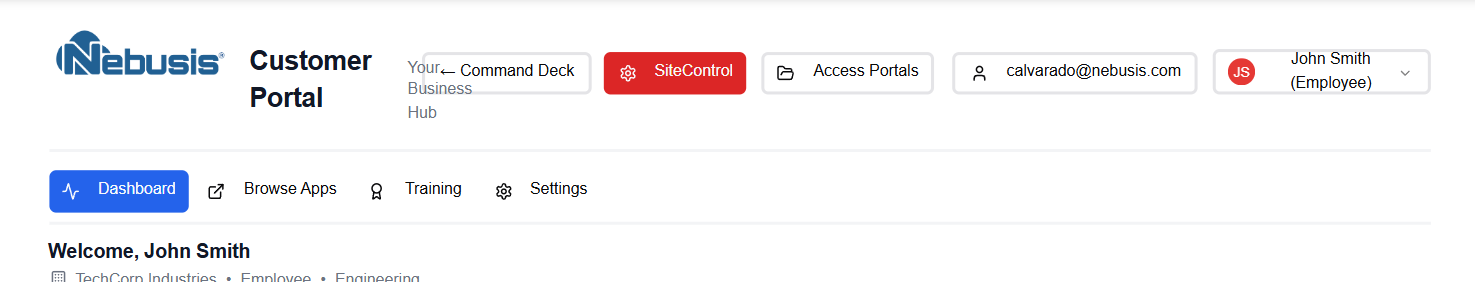 Nebusis®
Customer
Portal
Your
Business
Hub
← Command Deck
SiteControl
Access Portals
calvarado@nebusis.com
JS
John Smith
(Employee)
Dashboard
Browse Apps
Training
Settings
Welcome, John Smith
TechCorp Industries • Employee • Engineering